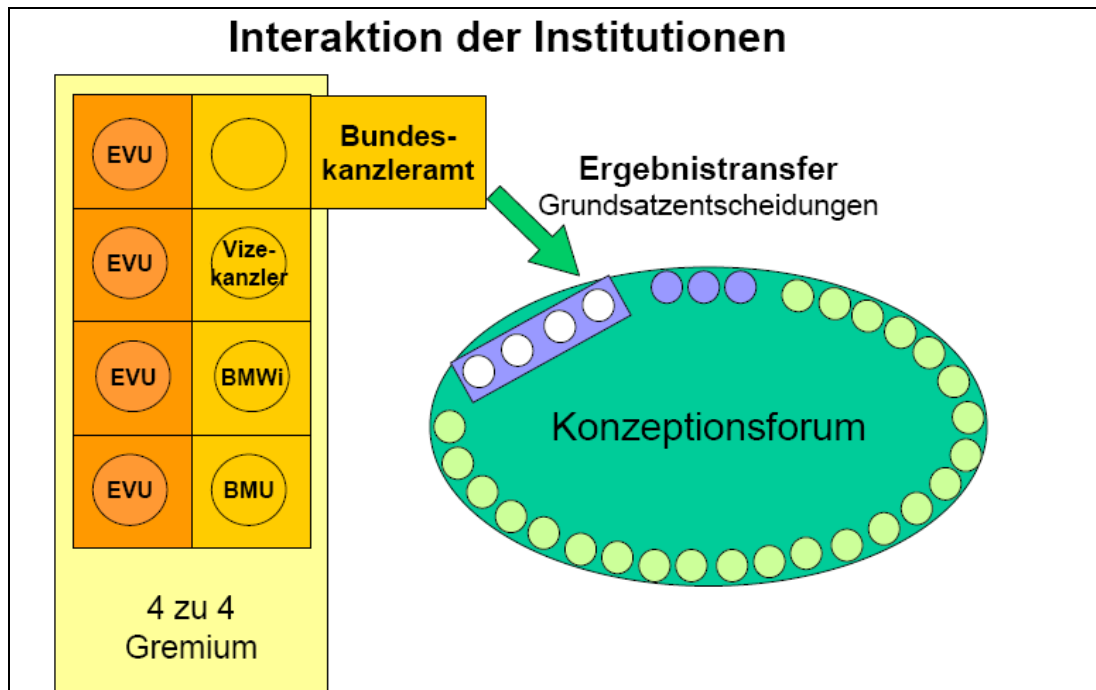 Interaktion der Institutionen
EVU
Bundes-
kanzleramt
EVU
Vize-
kanzler
EVU
BMWi
EVU
BMU
4 zu 4
Gremium
Ergebnistransfer
Grundsatzentscheidungen
Konzeptionsforum